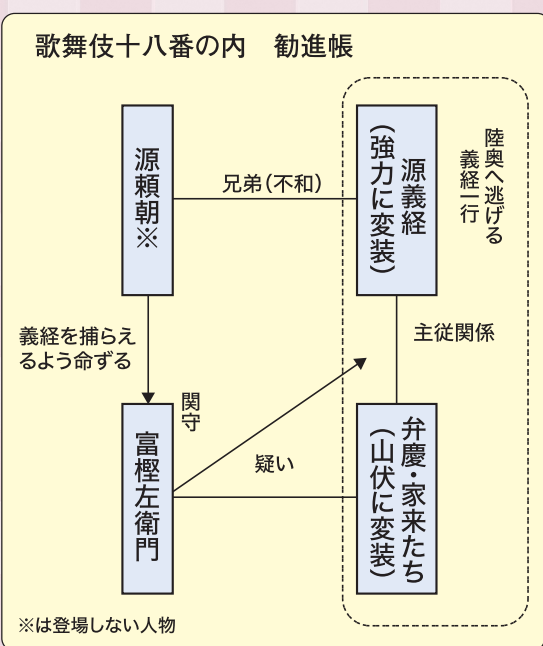 歌舞伎十八番の内　勧進帳
陸奥へ逃げる
義経一行
源義経
（強力に変装）
兄弟（不和）
源頼朝※
主従関係
義経を捕らえ
るよう命ずる
関守
富樫左衛門
疑い
弁慶・家来たち
（山伏に変装）
※は登場しない人物